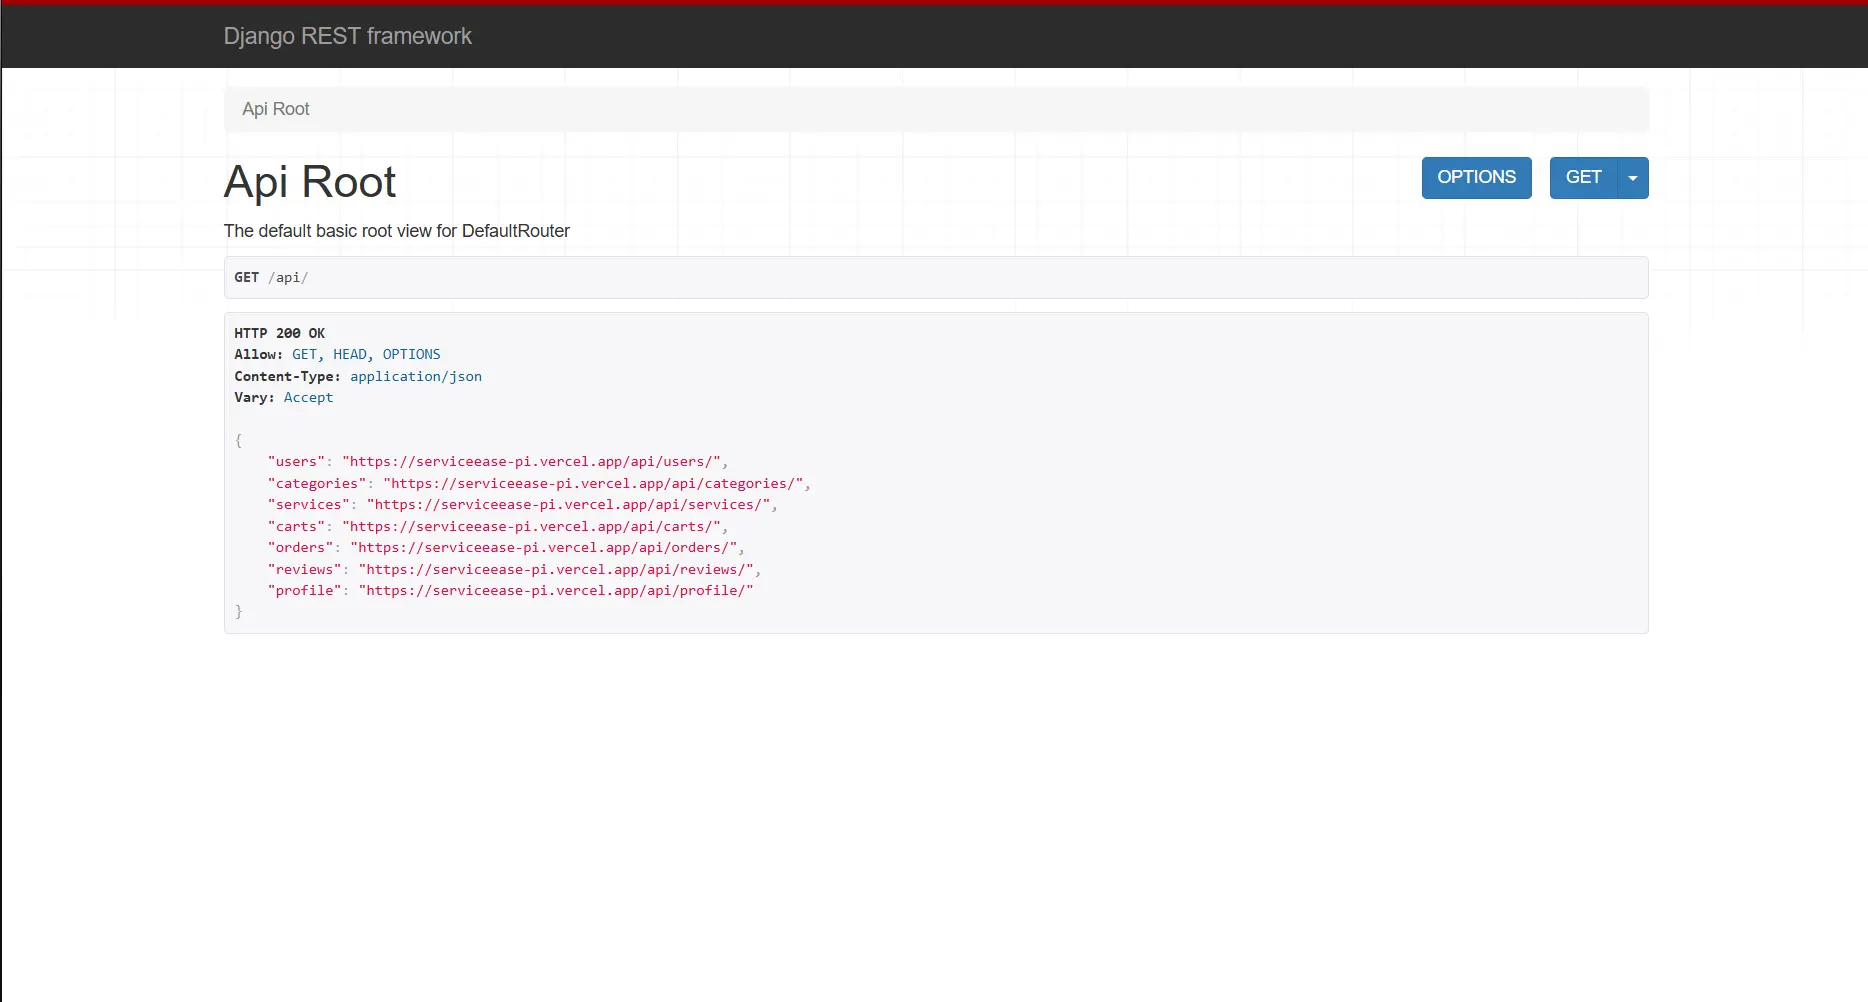 Django REST framework
Api Root
Api Root
OPTIONS
GET
The default basic root view for DefaultRouter
GET /api/
HTTP 200 OK
Allow: GET, HEAD, OPTIONS
Content-Type: application/json
Vary: Accept
{
    "users": "https://serviceease-pi.vercel.app/api/users/",
    "categories": "https://serviceease-pi.vercel.app/api/categories/",
    "services": "https://serviceease-pi.vercel.app/api/services/",
    "carts": "https://serviceease-pi.vercel.app/api/carts/",
    "orders": "https://serviceease-pi.vercel.app/api/orders/",
    "reviews": "https://serviceease-pi.vercel.app/api/reviews/",
    "profile": "https://serviceease-pi.vercel.app/api/profile/"
}